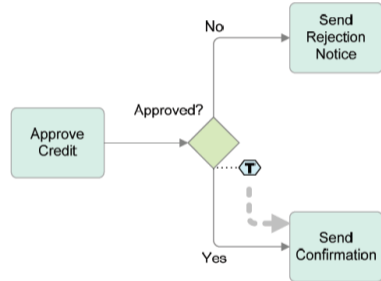 No
Send
Rejection
Notice
Approved?
Approve
Credit
T
Yes
Send
Confirmation